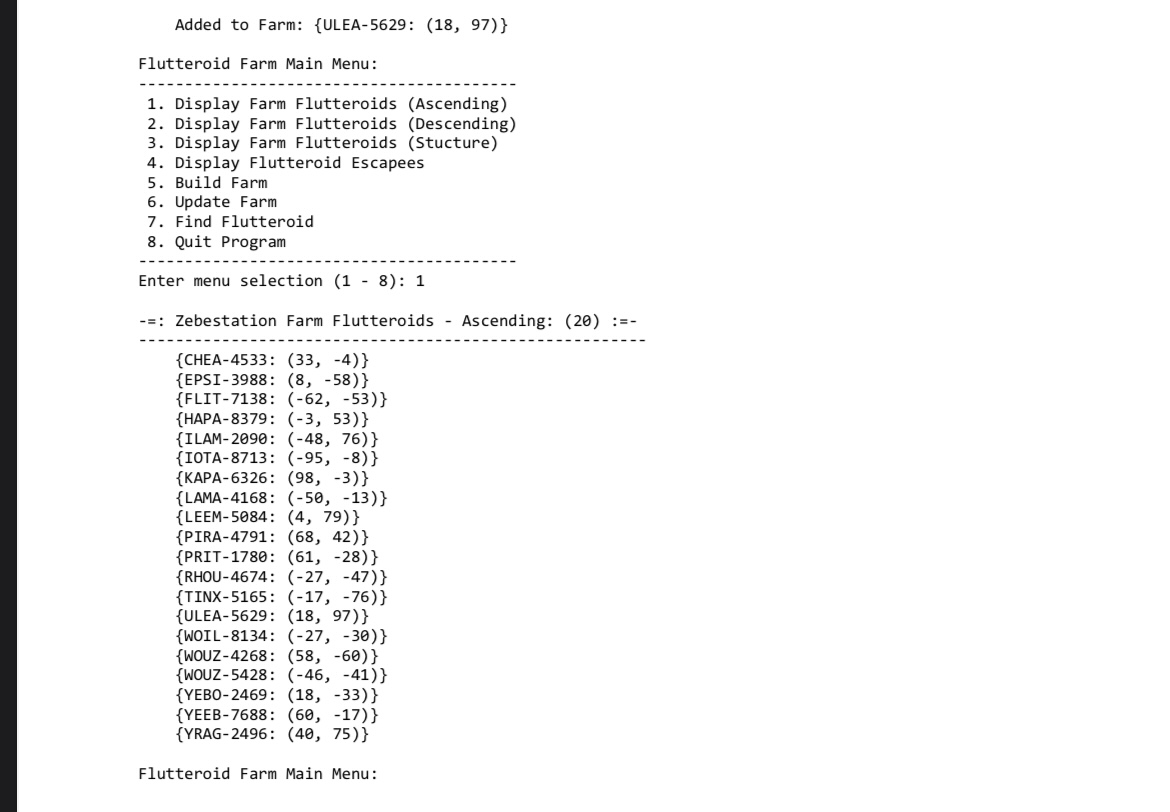 Added to Farm: {ULEA-5629: (18, 97)}
Flutteroid Farm Main Menu:
-----------------------------------------
1. Display Farm Flutteroids (Ascending)
2. Display Farm Flutteroids (Descending)
3. Display Farm Flutteroids (Stucture)
4. Display Flutteroid Escapees
5. Build Farm
6. Update Farm
7. Find Flutteroid
8. Quit Program
-----------------------------------------
Enter menu selection (1 - 8): 1
-=: Zebestation Farm Flutteroids - Ascending: (20) :=-
-------------------------------------------------------
{CHEA-4533: (33, -4)}
{EPSI-3988: (8, -58)}
{FLIT-7138: (-62, -53)}
{HAPA-8379: (-3, 53)}
{ILAM-2090: (-48, 76)}
{IOTA-8713: (-95, -8)}
{KAPA-6326: (98, -3)}
{LAMA-4168: (-50, -13)}
{LEEM-5084: (4, 79)}
{PIRA-4791: (68, 42)}
{PRIT-1780: (61, -28)}
{RHOU-4674: (-27, -47)}
{TINX-5165: (-17, -76)}
{ULEA-5629: (18, 97)}
{WOIL-8134: (-27, -30)}
{WOUZ-4268: (58, -60)}
{WOUZ-5428: (-46, -41)}
{YEBO-2469: (18, -33)}
{YEEB-7688: (60, -17)}
{YRAG-2496: (40, 75)}
Flutteroid Farm Main Menu: